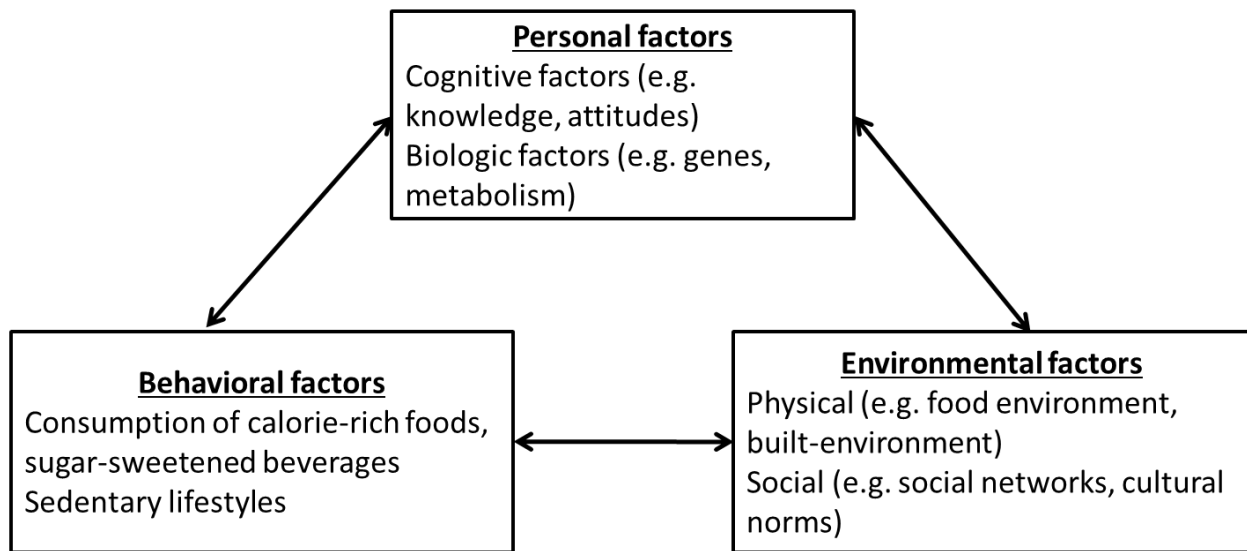 Personal factors
Cognitive factors (e.g.
knowledge, attitudes)
Biologic factors (e.g. genes,
metabolism)
Behavioral factors
Consumption of calorie-rich foods,
sugar-sweetened beverages
Sedentary lifestyles
Environmental factors
Physical (e.g. food environment,
built-environment)
Social (e.g. social networks, cultural
norms)